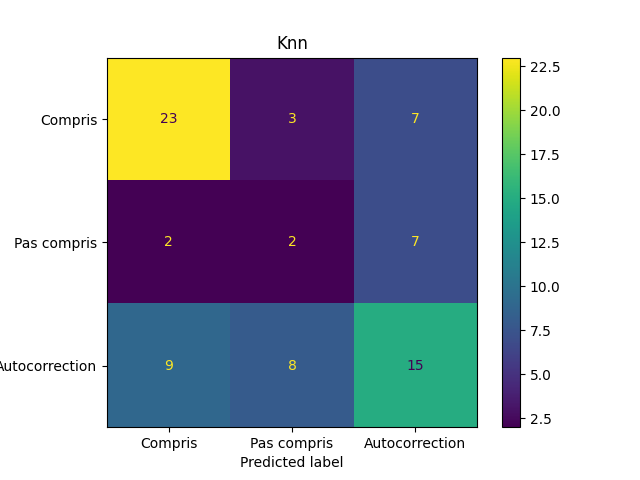 Knn
Compris 23 3 7
Pas compris 2 2 7
Autocorrection 9 8 15
Compris Pas compris Autocorrection
Predicted label
22.5
20.0
17.5
15.0
12.5
10.0
7.5
5.0
2.5